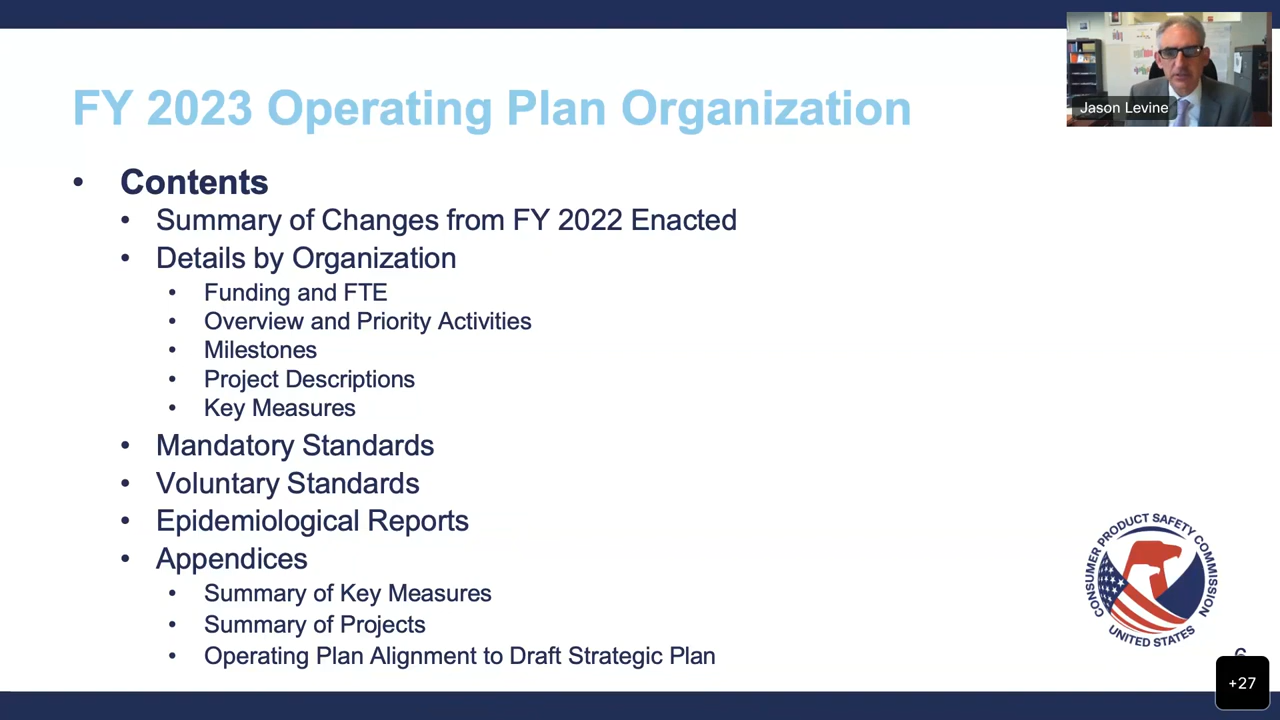 FY 2023 Operating Plan Organization
Jason Levine
• Contents
• Summary of Changes from FY 2022 Enacted
• Details by Organization
• Funding and FTE
• Overview and Priority Activities
• Milestones
• Project Descriptions
• Key Measures
• Mandatory Standards
• Voluntary Standards
• Epidemiological Reports
• Appendices
• Summary of Key Measures
• Summary of Projects
• Operating Plan Alignment to Draft Strategic Plan
CONSUMER PRODUCT SAFETY COMMISSION
UNITED STATES
+27